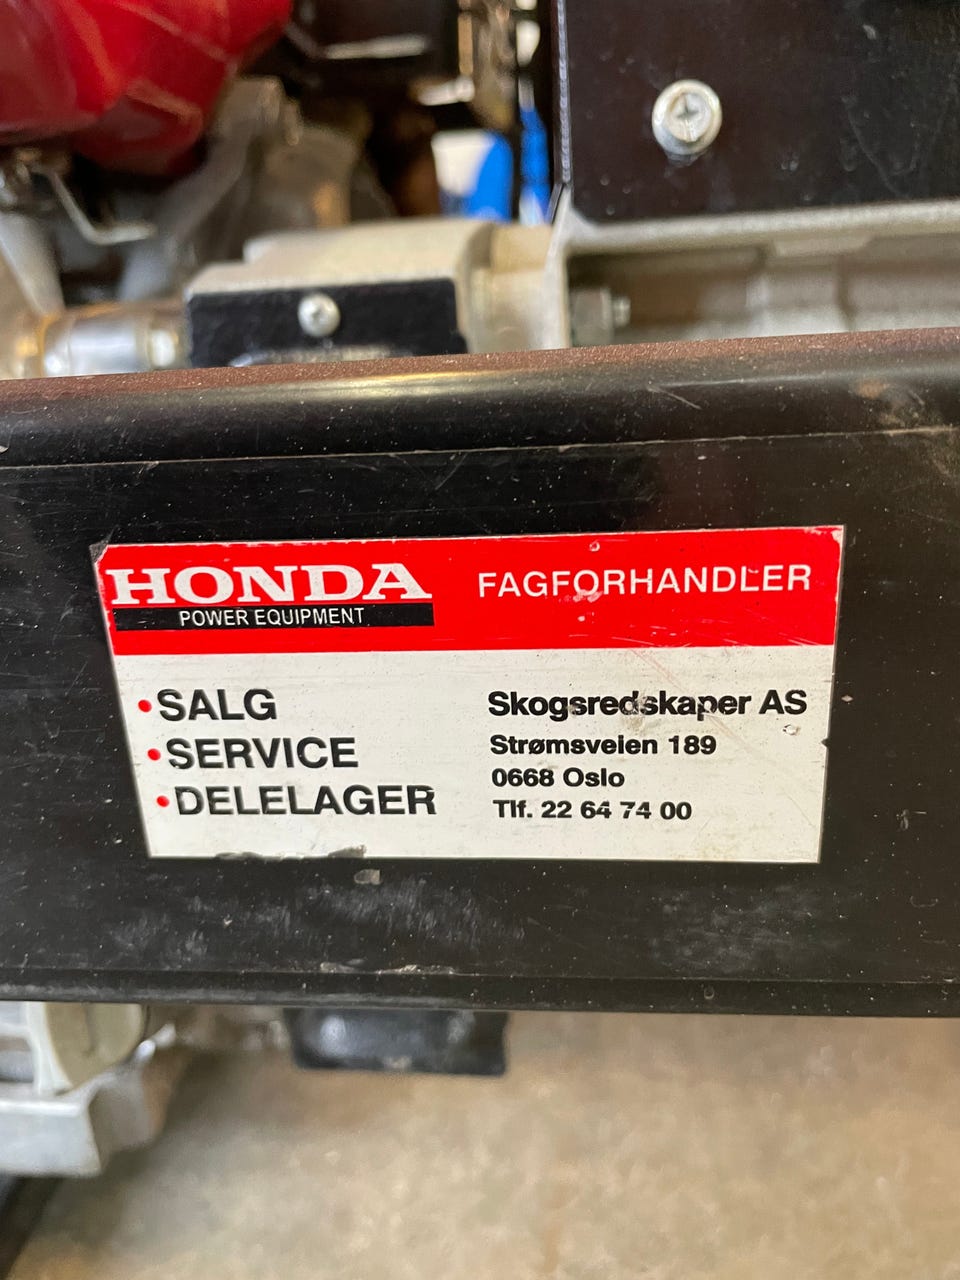 HONDA
POWER EQUIPMENT
FAGFORHANDLER
•SALG
•SERVICE
•DELELAGER
Skogsredskaper AS
Strømsveien 189
0668 Oslo
Tlf. 22 64 74 00